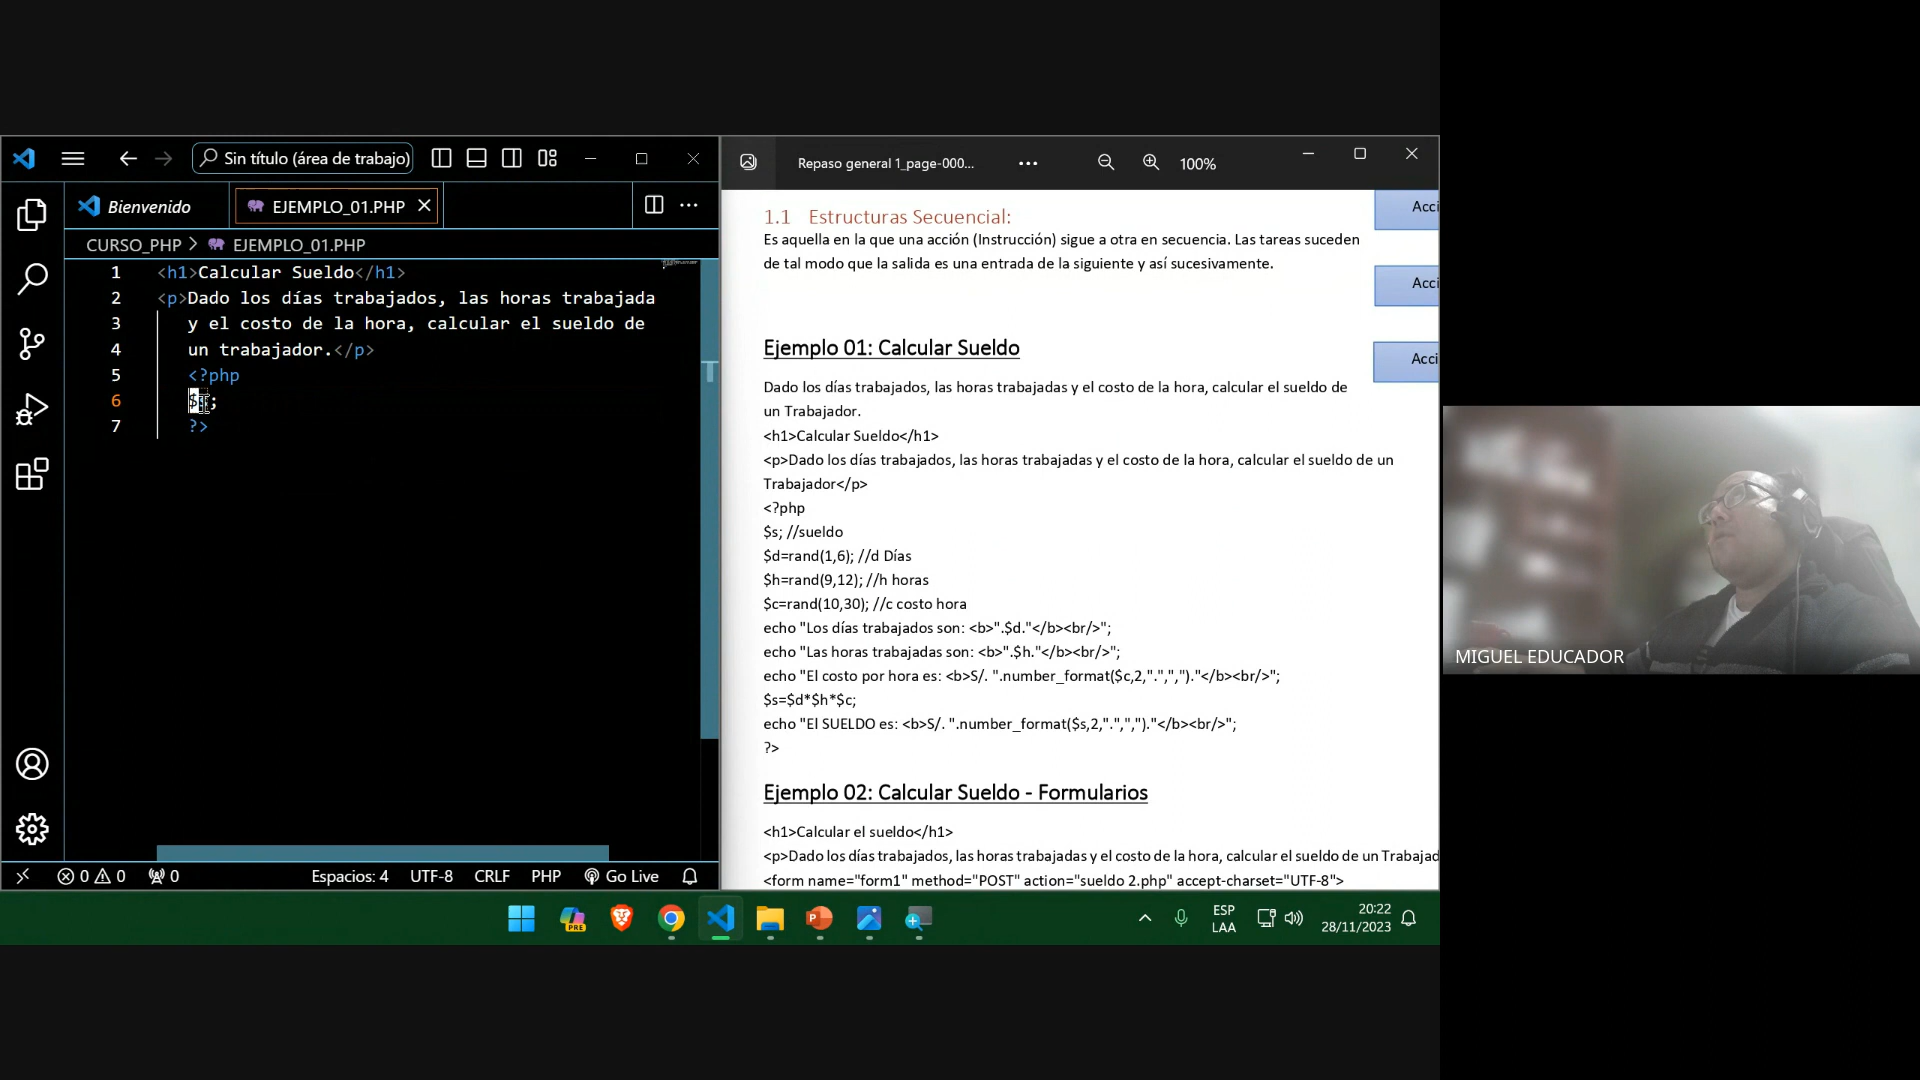 Sin título (área de trabajo)
Bienvenido
EJEMPLO_01.PHP
CURSO_PHP > EJEMPLO_01.PHP
1 <h1>Calcular Sueldo</h1>
2 <p>Dado los días trabajados, las horas trabajada
3 y el costo de la hora, calcular el sueldo de
4 un trabajador.</p>
5 <?php
6 $s;
7 ?>
0 0 0
Espacios: 4 UTF-8 CRLF PHP Go Live
Repaso general 1_page-000... ••• 100%
1.1 Estructuras Secuencial:
Es aquella en la que una acción (Instrucción) sigue a otra en secuencia. Las tareas suceden
de tal modo que la salida es una entrada de la siguiente y así sucesivamente.
Acci
Acci
Acci
Ejemplo 01: Calcular Sueldo
Dado los días trabajados, las horas trabajadas y el costo de la hora, calcular el sueldo de
un Trabajador.
<h1>Calcular Sueldo</h1>
<p>Dado los días trabajados, las horas trabajadas y el costo de la hora, calcular el sueldo de un
Trabajador</p>
<?php
$s; //sueldo
$d=rand(1,6); //d Días
$h=rand(9,12); //h horas
$c=rand(10,30); //c costo hora
echo "Los días trabajados son: <b>".$d."</b><br/>";
echo "Las horas trabajadas son: <b>".$h."</b><br/>";
echo "El costo por hora es: <b>S/. ".number_format($c,2,".",",")."</b><br/>";
$s=$d*$h*$c;
echo "El SUELDO es: <b>S/. ".number_format($s,2,".",",")."</b><br/>";
?>
Ejemplo 02: Calcular Sueldo - Formularios
<h1>Calcular el sueldo</h1>
<p>Dado los días trabajados, las horas trabajadas y el costo de la hora, calcular el sueldo de un Trabajad
<form name="form1" method="POST" action="sueldo 2.php" accept-charset="UTF-8">
MIGUEL EDUCADOR
PRE
ESP
LAA
20:22
28/11/2023